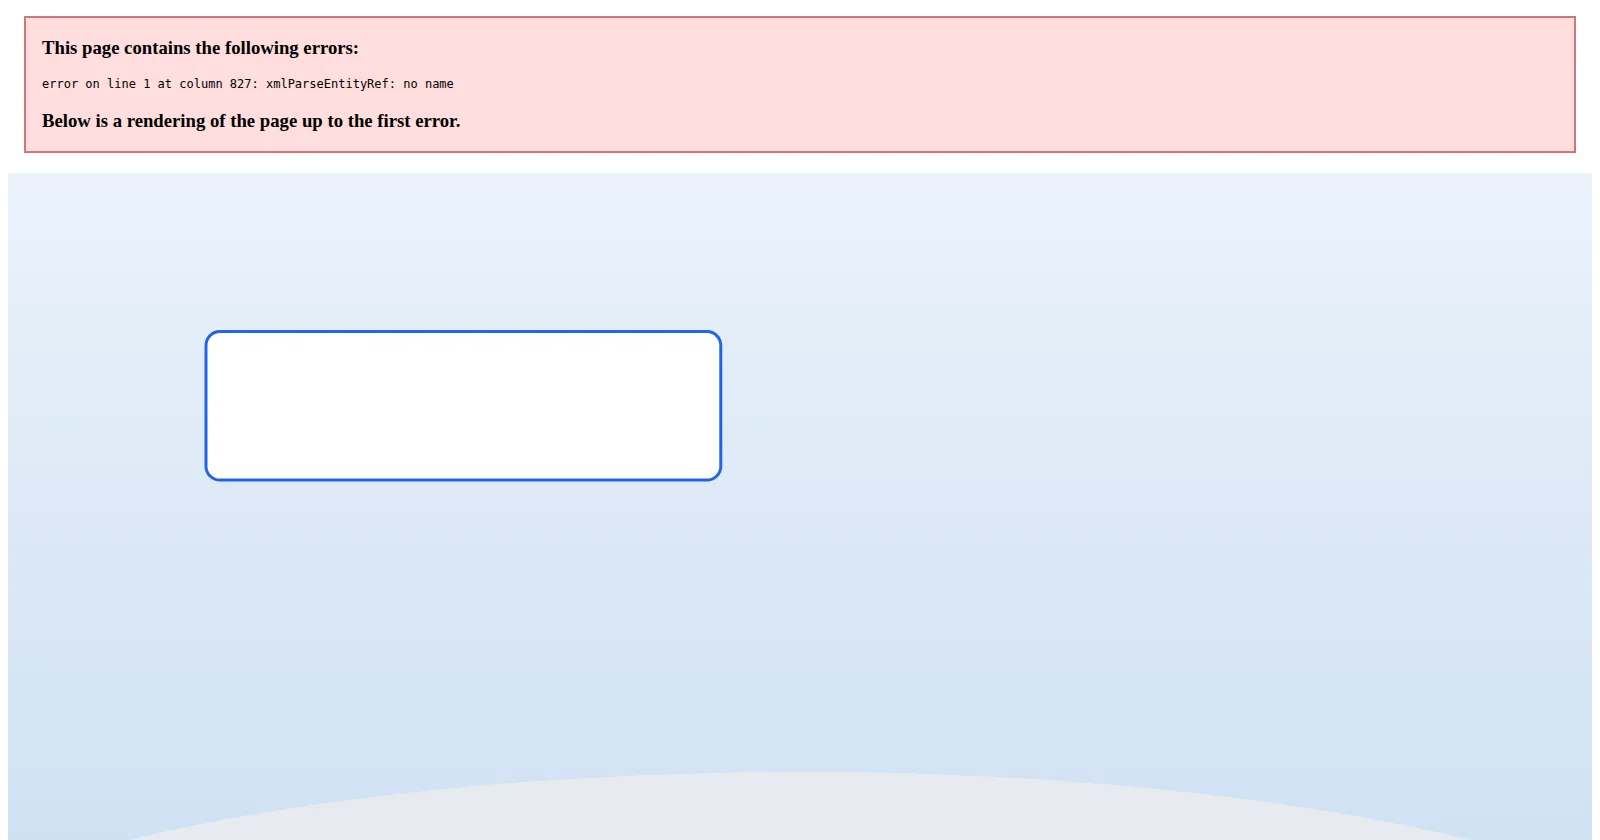 This page contains the following errors:
error on line 1 at column 827: xmlParseEntityRef: no name
Below is a rendering of the page up to the first error.